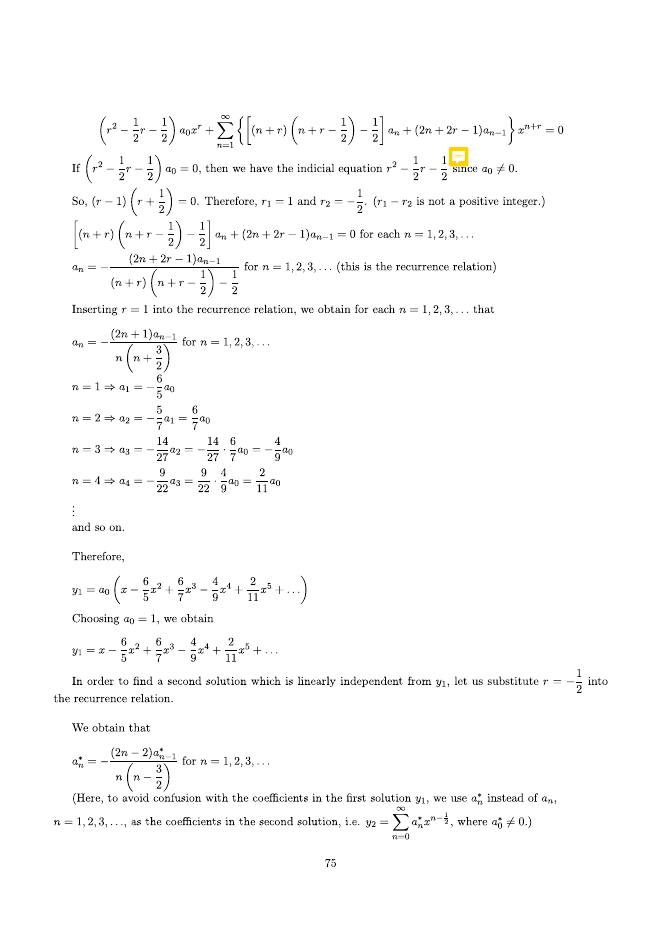 (r² − 1/2 r − 1/2) a₀xʳ + ∑_{n=1}^{∞} {[(n + r)(n + r − 1/2) − 1/2] aₙ + (2n + 2r − 1)aₙ₋₁} xⁿ⁺ʳ = 0
If (r² − 1/2 r − 1/2) a₀ = 0, then we have the indicial equation r² − 1/2 r − 1/2 since a₀ ≠ 0.
So, (r − 1)(r + 1/2) = 0. Therefore, r₁ = 1 and r₂ = −1/2. (r₁ − r₂ is not a positive integer.)
[(n + r)(n + r − 1/2) − 1/2] aₙ + (2n + 2r − 1)aₙ₋₁ = 0 for each n = 1, 2, 3, . . .
aₙ = − (2n + 2r − 1)aₙ₋₁ / ((n + r)(n + r − 1/2) − 1/2) for n = 1, 2, 3, . . . (this is the recurrence relation)
Inserting r = 1 into the recurrence relation, we obtain for each n = 1, 2, 3, . . . that
aₙ = − (2n + 1)aₙ₋₁ / (n(n + 3/2)) for n = 1, 2, 3, . . .
n = 1 ⇒ a₁ = −6/5 a₀
n = 2 ⇒ a₂ = −5/7 a₁ = 6/7 a₀
n = 3 ⇒ a₃ = −14/27 a₂ = −14/27 · 6/7 a₀ = −4/9 a₀
n = 4 ⇒ a₄ = −9/22 a₃ = 9/22 · 4/9 a₀ = 2/11 a₀
⋮
and so on.
Therefore,
y₁ = a₀ (x − 6/5 x² + 6/7 x³ − 4/9 x⁴ + 2/11 x⁵ + . . .)
Choosing a₀ = 1, we obtain
y₁ = x − 6/5 x² + 6/7 x³ − 4/9 x⁴ + 2/11 x⁵ + . . .
In order to find a second solution which is linearly independent from y₁, let us substitute r = −1/2 into
the recurrence relation.
We obtain that
a*ₙ = − (2n − 2)a*ₙ₋₁ / (n(n − 3/2)) for n = 1, 2, 3, . . .
(Here, to avoid confusion with the coefficients in the first solution y₁, we use a*ₙ instead of aₙ,
n = 1, 2, 3, . . ., as the coefficients in the second solution, i.e. y₂ = ∑_{n=0}^{∞} a*ₙ x^{n−1/2}, where a*₀ ≠ 0.)
75